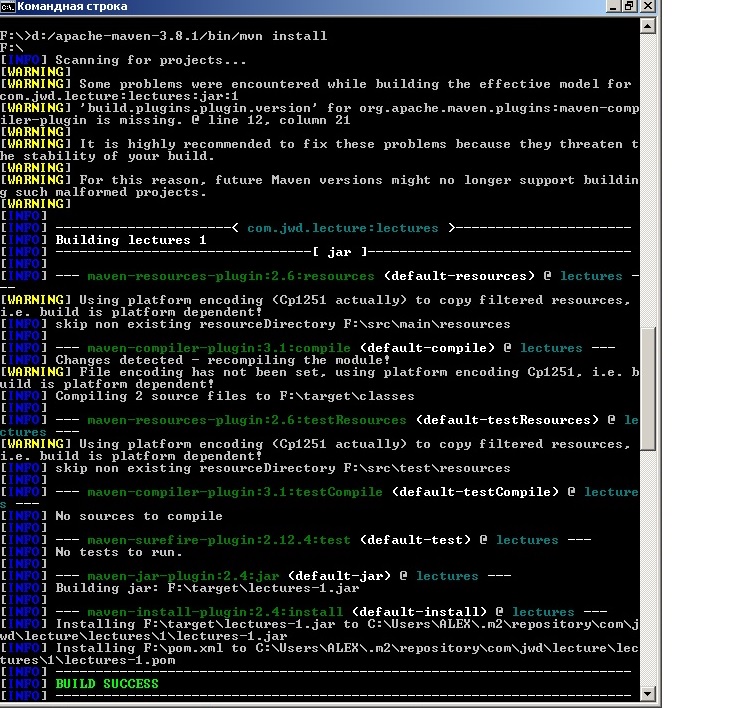 Командная строка
F:\>d:/apache-maven-3.8.1/bin/mvn install
F:\
[INFO] Scanning for projects...
[WARNING]
[WARNING] Some problems were encountered while building the effective model for
com.jwd.lecture:lectures:jar:1
[WARNING] 'build.plugins.plugin.version' for org.apache.maven.plugins:maven-comp
iler-plugin is missing. @ line 12, column 21
[WARNING]
[WARNING] It is highly recommended to fix these problems because they threaten t
he stability of your build.
[WARNING]
[WARNING] For this reason, future Maven versions might no longer support buildin
g such malformed projects.
[WARNING]
[INFO]
[INFO] ----------------------< com.jwd.lecture:lectures >----------------------
[INFO] Building lectures 1
[INFO] --------------------------------[ jar ]---------------------------------
[INFO]
[INFO] --- maven-resources-plugin:2.6:resources (default-resources) @ lectures -
--
[WARNING] Using platform encoding (Cp1251 actually) to copy filtered resources,
i.e. build is platform dependent!
[INFO] skip non existing resourceDirectory F:\src\main\resources
[INFO]
[INFO] --- maven-compiler-plugin:3.1:compile (default-compile) @ lectures ---
[INFO] Changes detected - recompiling the module!
[WARNING] File encoding has not been set, using platform encoding Cp1251, i.e. b
uild is platform dependent!
[INFO] Compiling 2 source files to F:\target\classes
[INFO]
[INFO] --- maven-resources-plugin:2.6:testResources (default-testResources) @ le
ctures ---
[WARNING] Using platform encoding (Cp1251 actually) to copy filtered resources,
i.e. build is platform dependent!
[INFO] skip non existing resourceDirectory F:\src\test\resources
[INFO]
[INFO] --- maven-compiler-plugin:3.1:testCompile (default-testCompile) @ lecture
s ---
[INFO] No sources to compile
[INFO]
[INFO] --- maven-surefire-plugin:2.12.4:test (default-test) @ lectures ---
[INFO] No tests to run.
[INFO]
[INFO] --- maven-jar-plugin:2.4:jar (default-jar) @ lectures ---
[INFO] Building jar: F:\target\lectures-1.jar
[INFO]
[INFO] --- maven-install-plugin:2.4:install (default-install) @ lectures ---
[INFO] Installing F:\target\lectures-1.jar to C:\Users\ALEX\.m2\repository\com\j
wd\lecture\lectures\1\lectures-1.jar
[INFO] Installing F:\pom.xml to C:\Users\ALEX\.m2\repository\com\jwd\lecture\lec
tures\1\lectures-1.pom
[INFO] ------------------------------------------------------------------------
[INFO] BUILD SUCCESS
[INFO] ------------------------------------------------------------------------